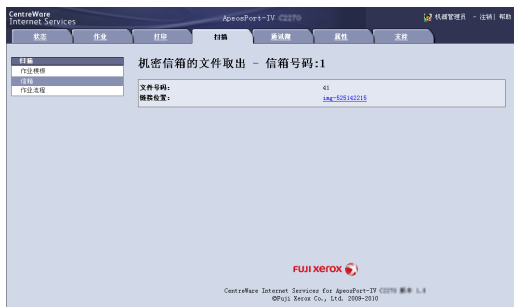 CentreWare
Internet Services
ApeosPort-IV
机器管理员 - 注销| 帮助
状态 作业 打印 扫描 通讯簿 属性 支持
扫描
作业模板
信箱
作业流程
机密信箱的文件取出 - 信箱号码:1
文件号码: 41
链接位置: img-525142215
FUJI XEROX
CentreWare Internet Services for ApeosPort-IV
©Fuji Xerox Co., Ltd. 2009-2010